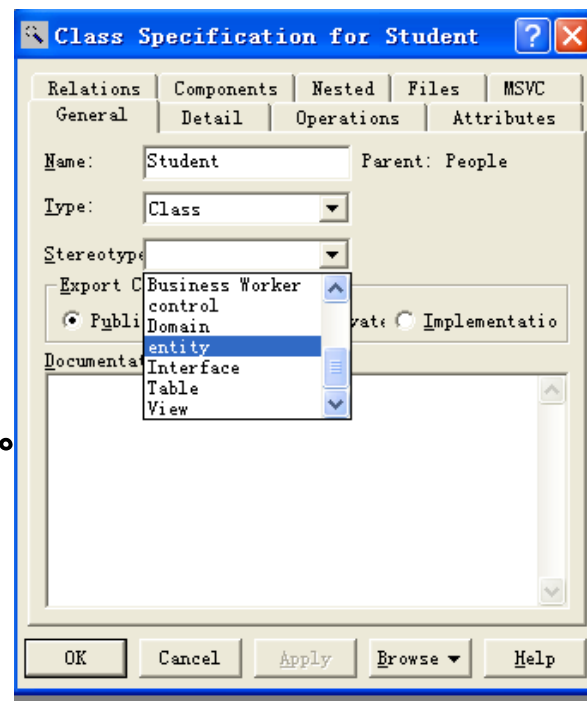 Class Specification for Student
Relations Components Nested Files MSVC
General Detail Operations Attributes
Name: Student Parent: People
Type: Class
Stereotype
Export C
Business Worker
control
Domain
entity
Interface
Table
View
Publi vate Implementatio
Documentat
OK Cancel Apply Browse Help